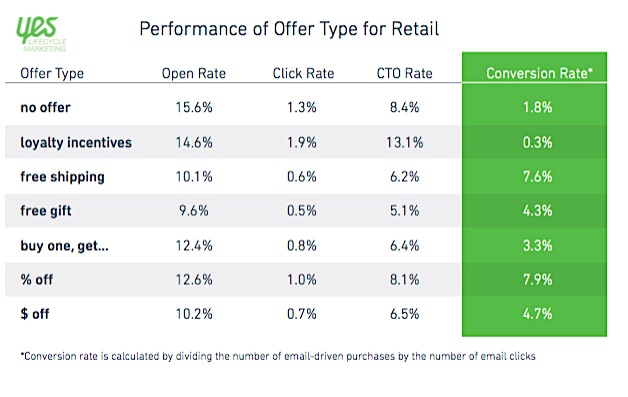 yes
LIFECYCLE
MARKETING
Performance of Offer Type for Retail
Offer Type Open Rate Click Rate CTO Rate Conversion Rate*
no offer 15.6% 1.3% 8.4% 1.8%
loyalty incentives 14.6% 1.9% 13.1% 0.3%
free shipping 10.1% 0.6% 6.2% 7.6%
free gift 9.6% 0.5% 5.1% 4.3%
buy one, get... 12.4% 0.8% 6.4% 3.3%
% off 12.6% 1.0% 8.1% 7.9%
$ off 10.2% 0.7% 6.5% 4.7%
*Conversion rate is calculated by dividing the number of email-driven purchases by the number of email clicks